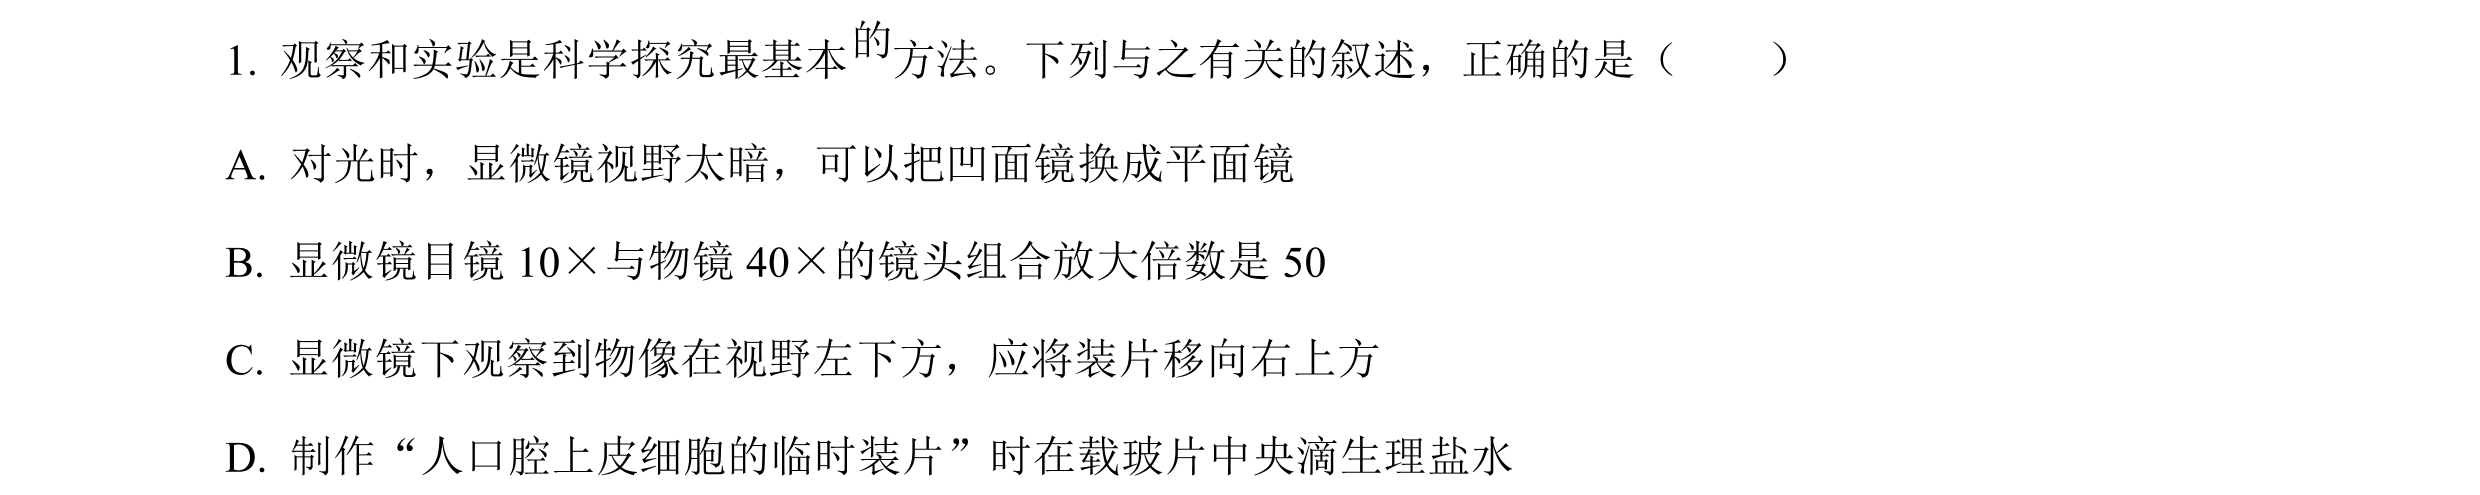 1. 观察和实验是科学探究最基本的方法。下列与之有关的叙述，正确的是（　　）
A. 对光时，显微镜视野太暗，可以把凹面镜换成平面镜
B. 显微镜目镜 10×与物镜 40×的镜头组合放大倍数是 50
C. 显微镜下观察到物像在视野左下方，应将装片移向右上方
D. 制作“人口腔上皮细胞的临时装片”时在载玻片中央滴生理盐水